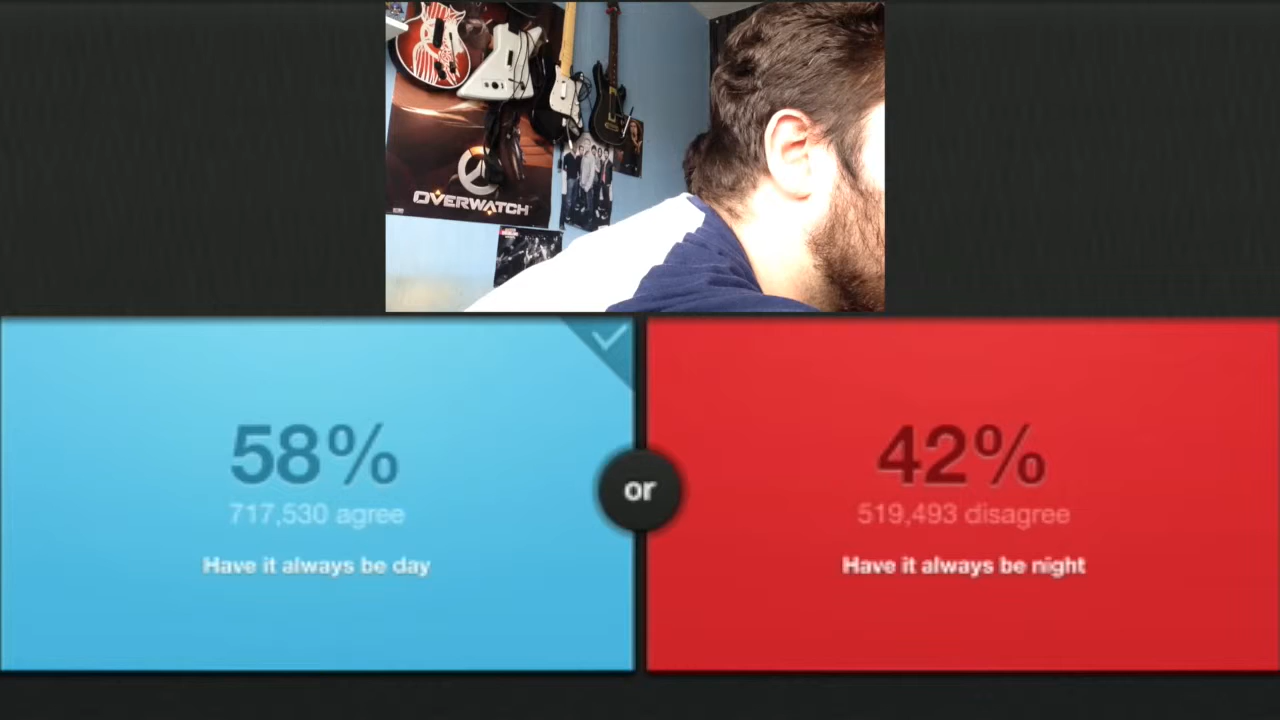 OVERWATCH
58%
717,530 agree
Have it always be day
or
42%
519,493 disagree
Have it always be night